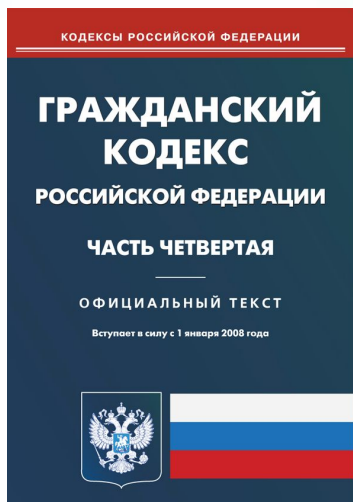 КОДЕКСЫ РОССИЙСКОЙ ФЕДЕРАЦИИ
ГРАЖДАНСКИЙ
КОДЕКС
РОССИЙСКОЙ ФЕДЕРАЦИИ
ЧАСТЬ ЧЕТВЕРТАЯ
ОФИЦИАЛЬНЫЙ ТЕКСТ
Вступает в силу с 1 января 2008 года